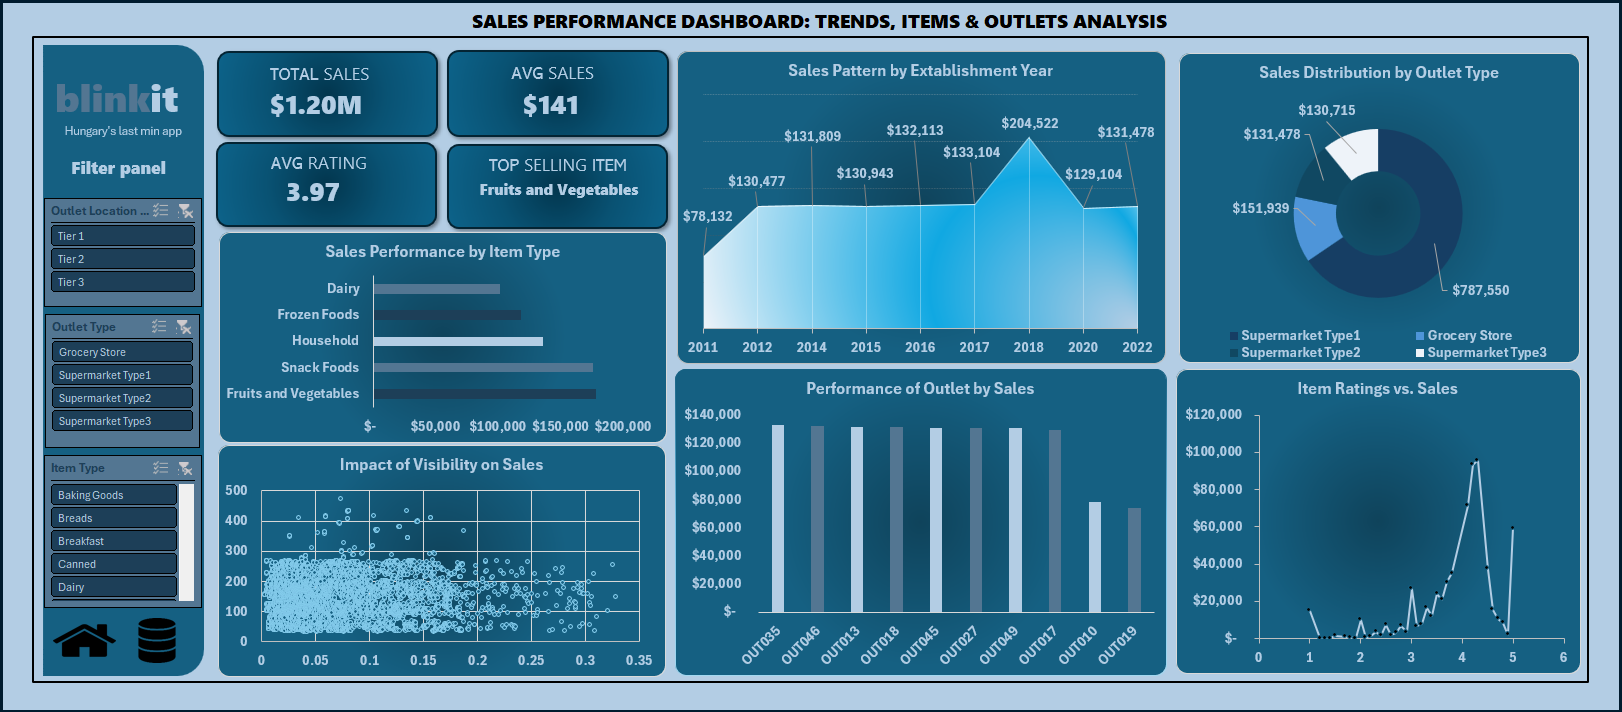 SALES PERFORMANCE DASHBOARD: TRENDS, ITEMS & OUTLETS ANALYSIS
blinkit
Hungary's last min app
Filter panel
Outlet Location ...
Tier 1
Tier 2
Tier 3
Outlet Type
Grocery Store
Supermarket Type1
Supermarket Type2
Supermarket Type3
Item Type
Baking Goods
Breads
Breakfast
Canned
Dairy
TOTAL SALES
$1.20M
AVG SALES
$141
AVG RATING
3.97
TOP SELLING ITEM
Fruits and Vegetables
Sales Performance by Item Type
Dairy
Frozen Foods
Household
Snack Foods
Fruits and Vegetables
$- $50,000 $100,000 $150,000 $200,000
Impact of Visibility on Sales
500
400
300
200
100
0
0 0.05 0.1 0.15 0.2 0.25 0.3 0.35
Sales Pattern by Extablishment Year
$78,132
$130,477
$131,809
$130,943
$132,113
$133,104
$204,522
$129,104
$131,478
2011 2012 2014 2015 2016 2017 2018 2020 2022
Performance of Outlet by Sales
$140,000
$120,000
$100,000
$80,000
$60,000
$40,000
$20,000
$-
OUT035 OUT046 OUT013 OUT018 OUT045 OUT027 OUT049 OUT017 OUT010 OUT019
Sales Distribution by Outlet Type
$130,715
$131,478
$151,939
$787,550
Supermarket Type1 Grocery Store
Supermarket Type2 Supermarket Type3
Item Ratings vs. Sales
$120,000
$100,000
$80,000
$60,000
$40,000
$20,000
$-
0 1 2 3 4 5 6